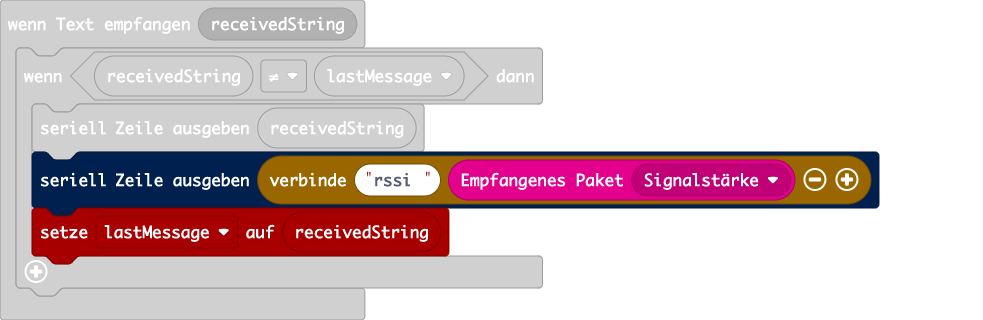 wenn Text empfangen receivedString
wenn receivedString ≠ lastMessage dann
seriell Zeile ausgeben receivedString
seriell Zeile ausgeben verbinde "rssi " Empfangenes Paket Signalstärke
setze lastMessage auf receivedString